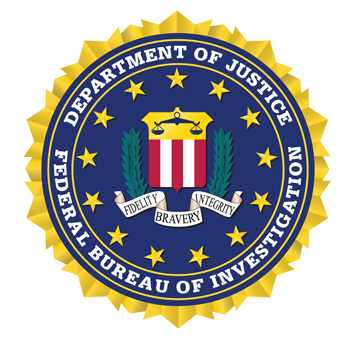 DEPARTMENT OF JUSTICE
FIDELITY
BRAVERY
INTEGRITY
FEDERAL BUREAU OF INVESTIGATION